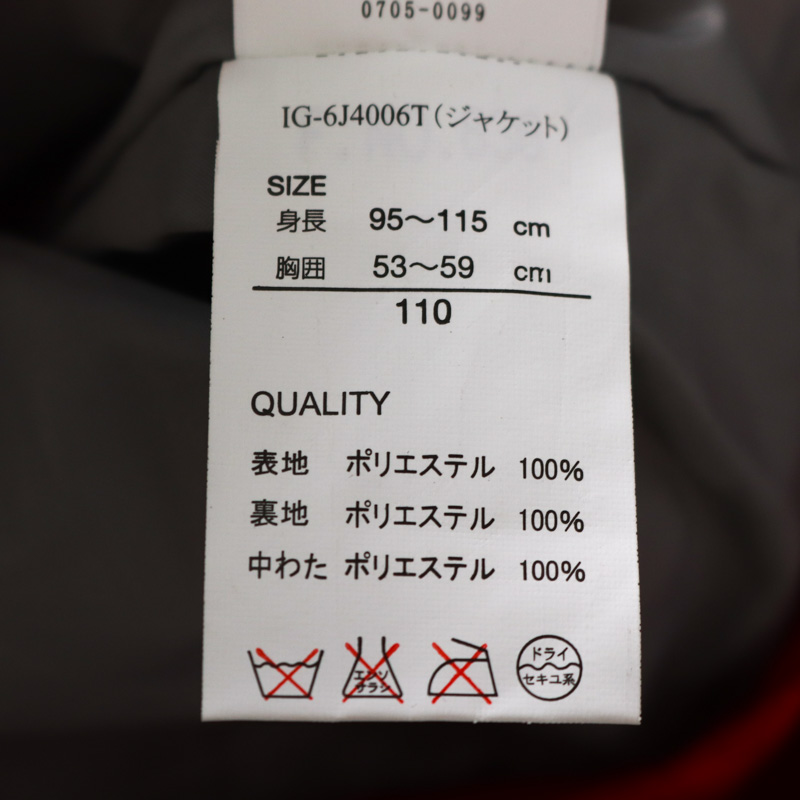 0705-0099
IG-6J4006T(ジャケット)
SIZE
身長 95～115 cm
胸囲 53～59 cm
110
QUALITY
表地 ポリエステル 100%
裏地 ポリエステル 100%
中わた ポリエステル 100%
エンソ
サラシ
ドライ
セキユ系